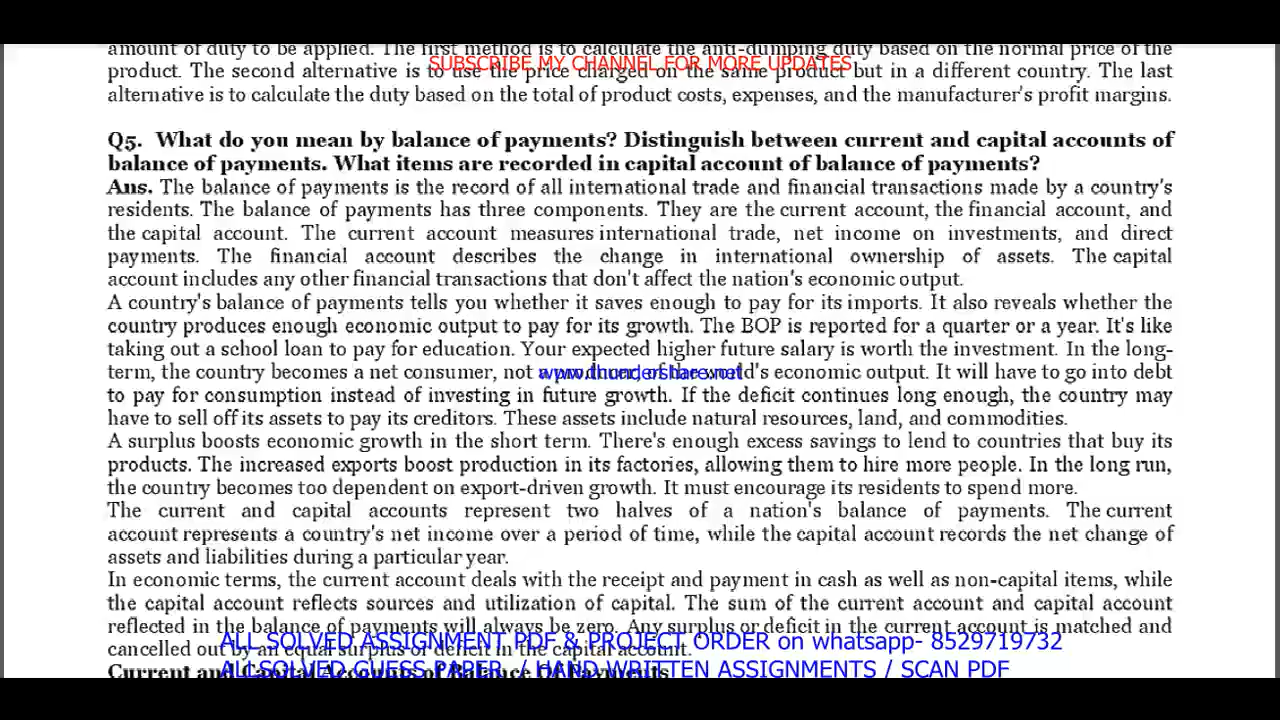 amount of duty to be applied. The first method is to calculate the anti-dumping duty based on the normal price of the
SUBSCRIBE MY CHANNEL FOR MORE UPDATES
product. The second alternative is to use the price charged on the same product but in a different country. The last
alternative is to calculate the duty based on the total of product costs, expenses, and the manufacturer's profit margins.
Q5. What do you mean by balance of payments? Distinguish between current and capital accounts of
balance of payments. What items are recorded in capital account of balance of payments?
Ans. The balance of payments is the record of all international trade and financial transactions made by a country's
residents. The balance of payments has three components. They are the current account, the financial account, and
the capital account. The current account measures international trade, net income on investments, and direct
payments. The financial account describes the change in international ownership of assets. The capital
account includes any other financial transactions that don't affect the nation's economic output.
A country's balance of payments tells you whether it saves enough to pay for its imports. It also reveals whether the
country produces enough economic output to pay for its growth. The BOP is reported for a quarter or a year. It's like
taking out a school loan to pay for education. Your expected higher future salary is worth the investment. In the long-
term, the country becomes a net consumer, not a producer, of the world's economic output. It will have to go into debt
www.thundershare.net
to pay for consumption instead of investing in future growth. If the deficit continues long enough, the country may
have to sell off its assets to pay its creditors. These assets include natural resources, land, and commodities.
A surplus boosts economic growth in the short term. There's enough excess savings to lend to countries that buy its
products. The increased exports boost production in its factories, allowing them to hire more people. In the long run,
the country becomes too dependent on export-driven growth. It must encourage its residents to spend more.
The current and capital accounts represent two halves of a nation's balance of payments. The current
account represents a country's net income over a period of time, while the capital account records the net change of
assets and liabilities during a particular year.
In economic terms, the current account deals with the receipt and payment in cash as well as non-capital items, while
the capital account reflects sources and utilization of capital. The sum of the current account and capital account
reflected in the balance of payments will always be zero. Any surplus or deficit in the current account is matched and
ALL SOLVED ASSIGNMENT PDF & PROJECT ORDER on whatsapp- 8529719732
cancelled out by an equal surplus or deficit in the capital account.
Current and Capital Accounts of Balance Of Payments
ALL SOLVED GUESS PAPER / HAND WRITTEN ASSIGNMENTS / SCAN PDF